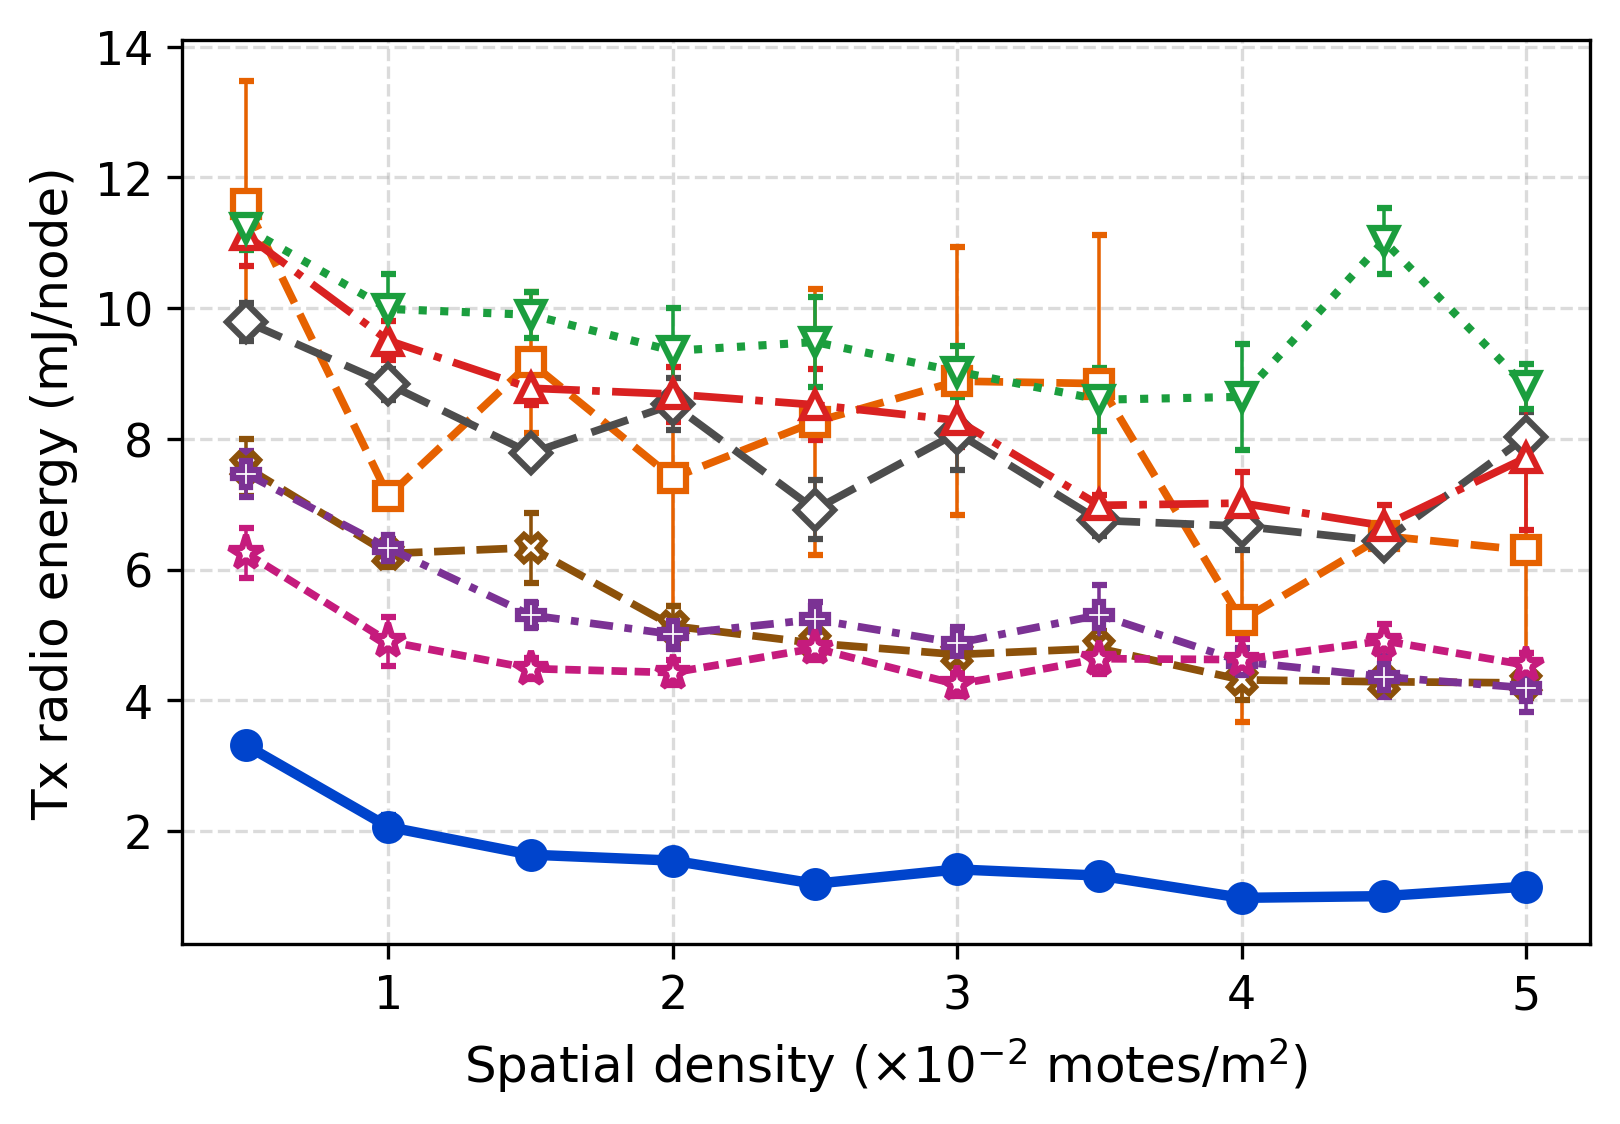 Tx radio energy (mJ/node)
14
12
10
8
6
4
2
1 2 3 4 5
Spatial density (×10⁻² motes/m²)